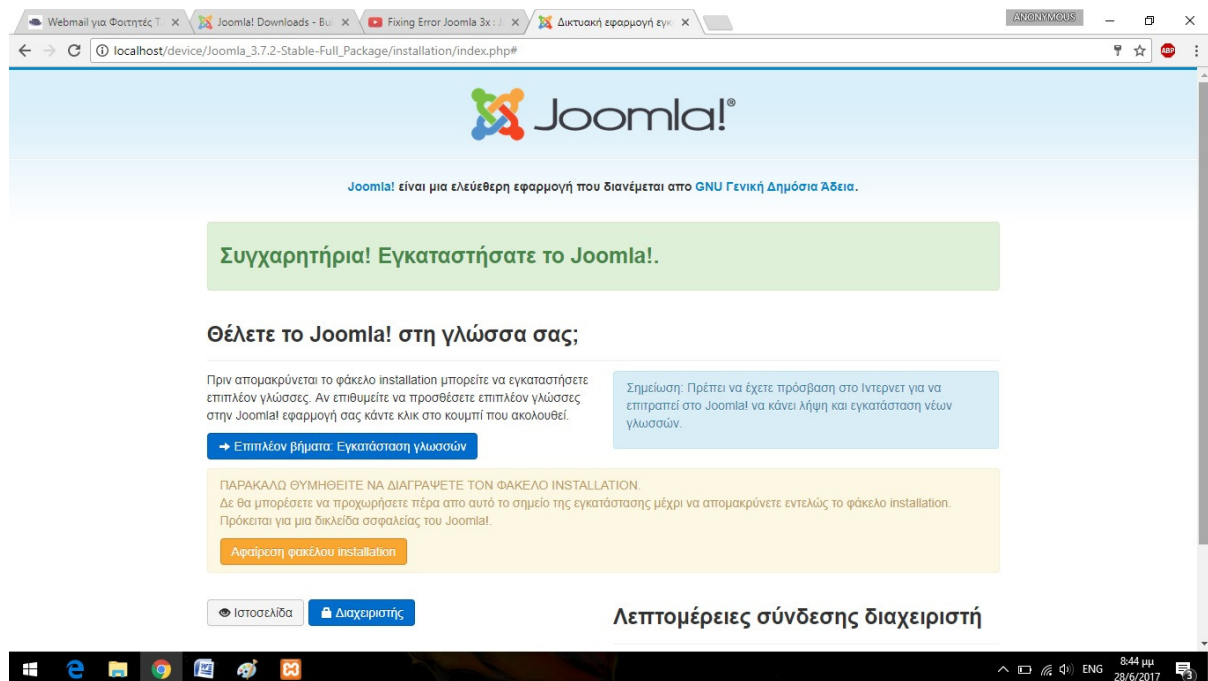 Webmail για Φοιτητές Τ
Joomla! Downloads - Bui
Fixing Error Joomla 3x : J
Δικτυακή εφαρμογή εγκ
ANONYMOUS
localhost/device/Joomla_3.7.2-Stable-Full_Package/installation/index.php#
ABP
Joomla!®
Joomla! είναι μια ελεύεθερη εφαρμογή που διανέμεται απο GNU Γενική Δημόσια Άδεια.
Συγχαρητήρια! Εγκαταστήσατε το Joomla!.
Θέλετε το Joomla! στη γλώσσα σας;
Πριν απομακρύνεται το φάκελο installation μπορείτε να εγκαταστήσετε
επιπλέον γλώσσες. Αν επιθυμείτε να προσθέσετε επιπλέον γλώσσες
στην Joomla! εφαρμογή σας κάντε κλικ στο κουμπί που ακολουθεί.
Σημείωση: Πρέπει να έχετε πρόσβαση στο Ιντερνετ για να
επιτραπεί στο Joomla! να κάνει λήψη και εγκατάσταση νέων
γλωσσών.
→ Επιπλέον βήματα: Εγκατάσταση γλωσσών
ΠΑΡΑΚΑΛΩ ΘΥΜΗΘΕΙΤΕ ΝΑ ΔΙΑΓΡΑΨΕΤΕ ΤΟΝ ΦΑΚΕΛΟ INSTALLATION.
Δε θα μπορέσετε να προχωρήσετε πέρα απο αυτό το σημείο της εγκατάστασης μέχρι να απομακρύνετε εντελώς το φάκελο installation.
Πρόκειται για μια δικλείδα ασφαλείας του Joomla!.
Αφαίρεση φακέλου installation
Ιστοσελίδα
Διαχειριστής
Λεπτομέρειες σύνδεσης διαχειριστή
ENG
8:44 μμ
28/6/2017
3